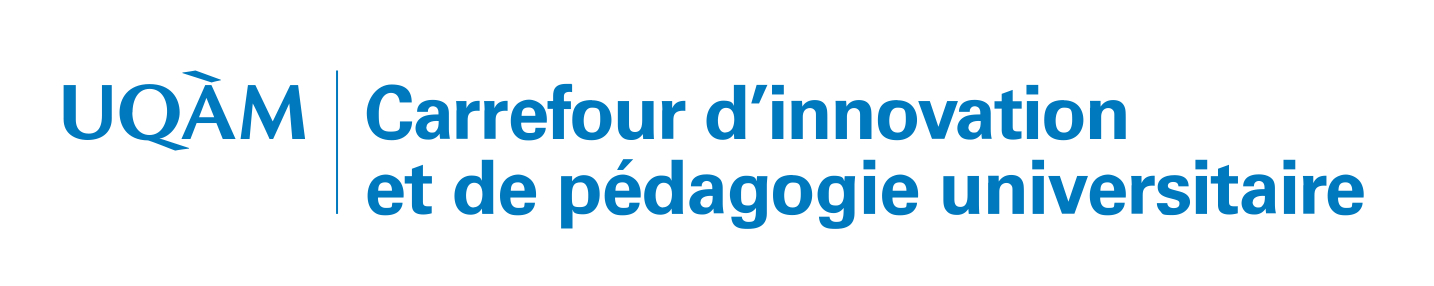 UQÀM
Carrefour d’innovation
et de pédagogie universitaire